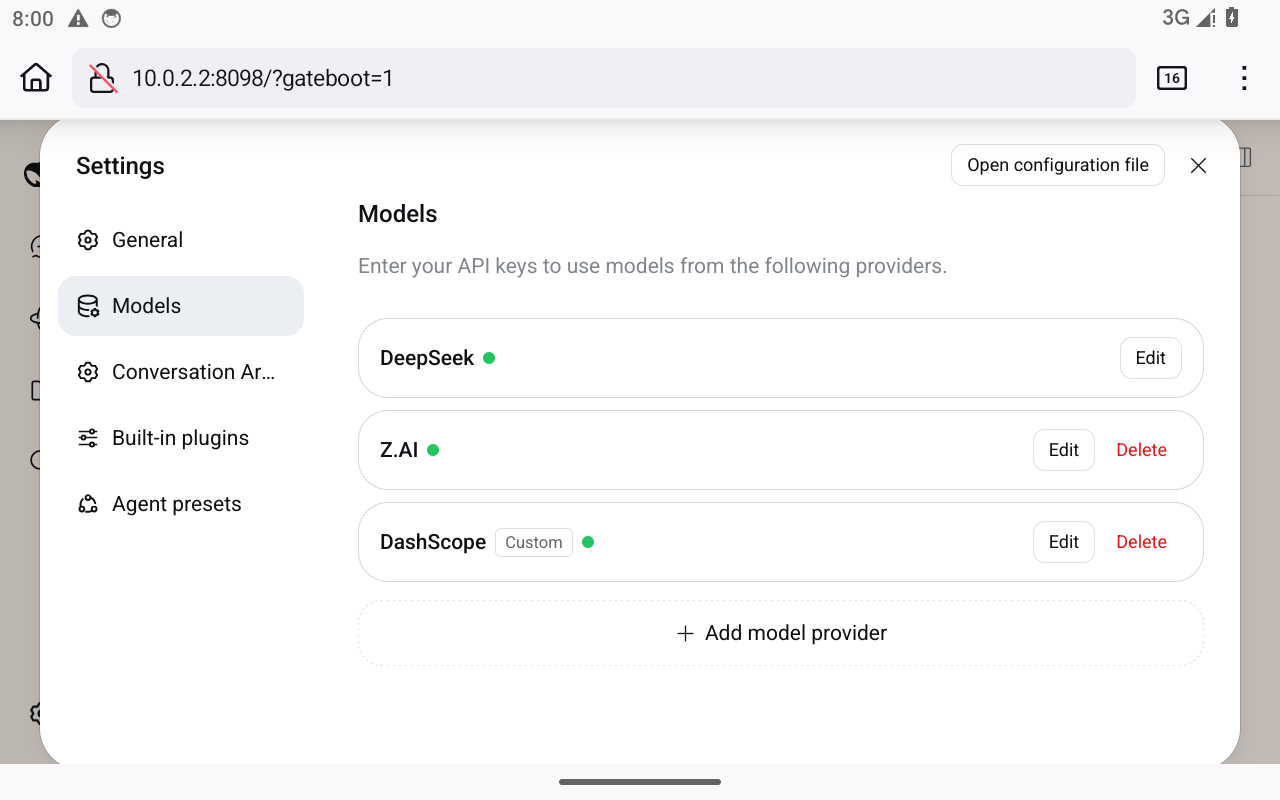 8:00
3G
10.0.2.2:8098/?gateboot=1
16
Settings
Open configuration file
General
Models
Conversation Ar...
Built-in plugins
Agent presets
Models
Enter your API keys to use models from the following providers.
DeepSeek
Edit
Z.AI
Edit
Delete
DashScope
Custom
Edit
Delete
Add model provider